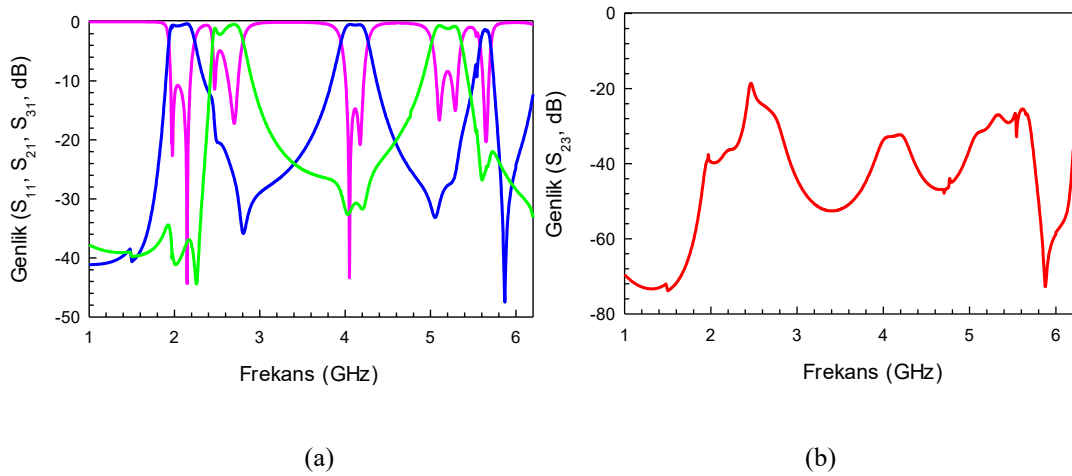 0
-10
-20
-30
-40
-50
1 2 3 4 5 6
Genlik (S11, S21, S31, dB)
Frekans (GHz)
(a)
0
-20
-40
-60
-80
1 2 3 4 5 6
Genlik (S23, dB)
Frekans (GHz)
(b)